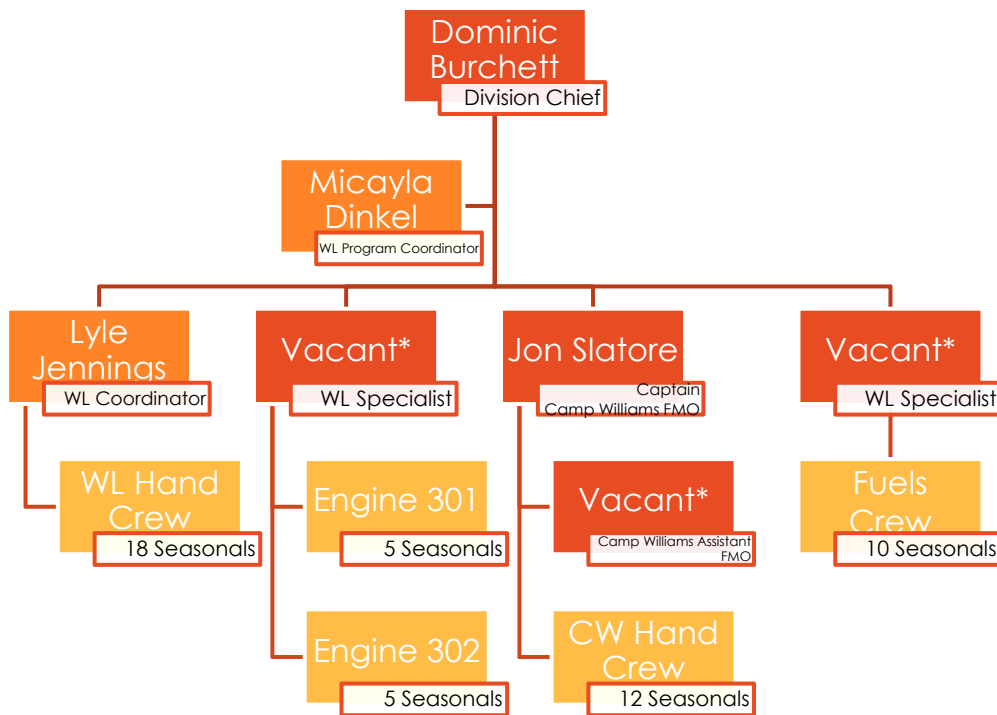 Dominic
Burchett
Division Chief
Micayla
Dinkel
WL Program Coordinator
Lyle
Jennings
WL Coordinator
Vacant*
WL Specialist
Jon Slatore
Captain
Camp Williams FMO
Vacant*
WL Specialist
WL Hand
Crew
18 Seasonals
Engine 301
5 Seasonals
Vacant*
Camp Williams Assistant
FMO
Fuels
Crew
10 Seasonals
Engine 302
5 Seasonals
CW Hand
Crew
12 Seasonals